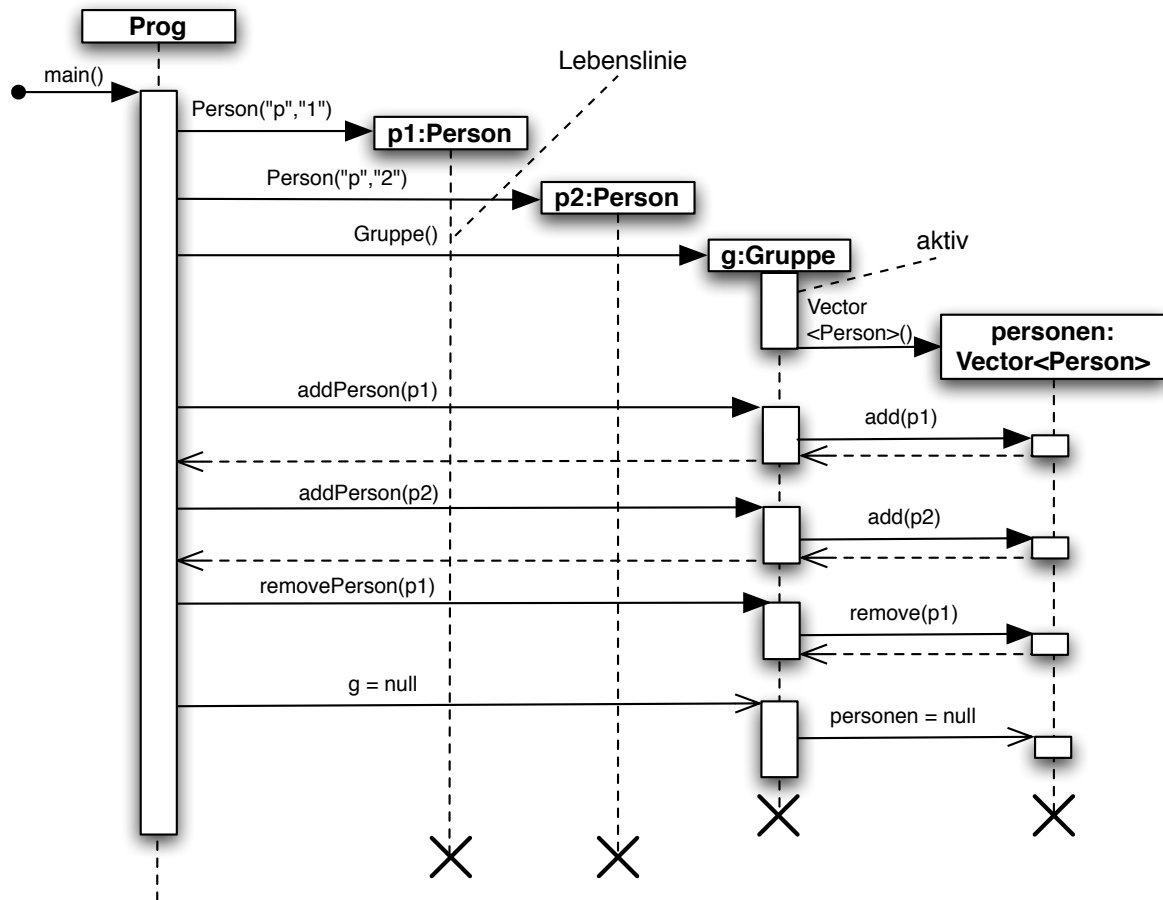 Prog
Lebenslinie
main()
Person("p","1")
p1:Person
Person("p","2")
p2:Person
Gruppe()
g:Gruppe
aktiv
Vector
<Person>()
personen:
Vector<Person>
addPerson(p1)
add(p1)
addPerson(p2)
add(p2)
removePerson(p1)
remove(p1)
g = null
personen = null